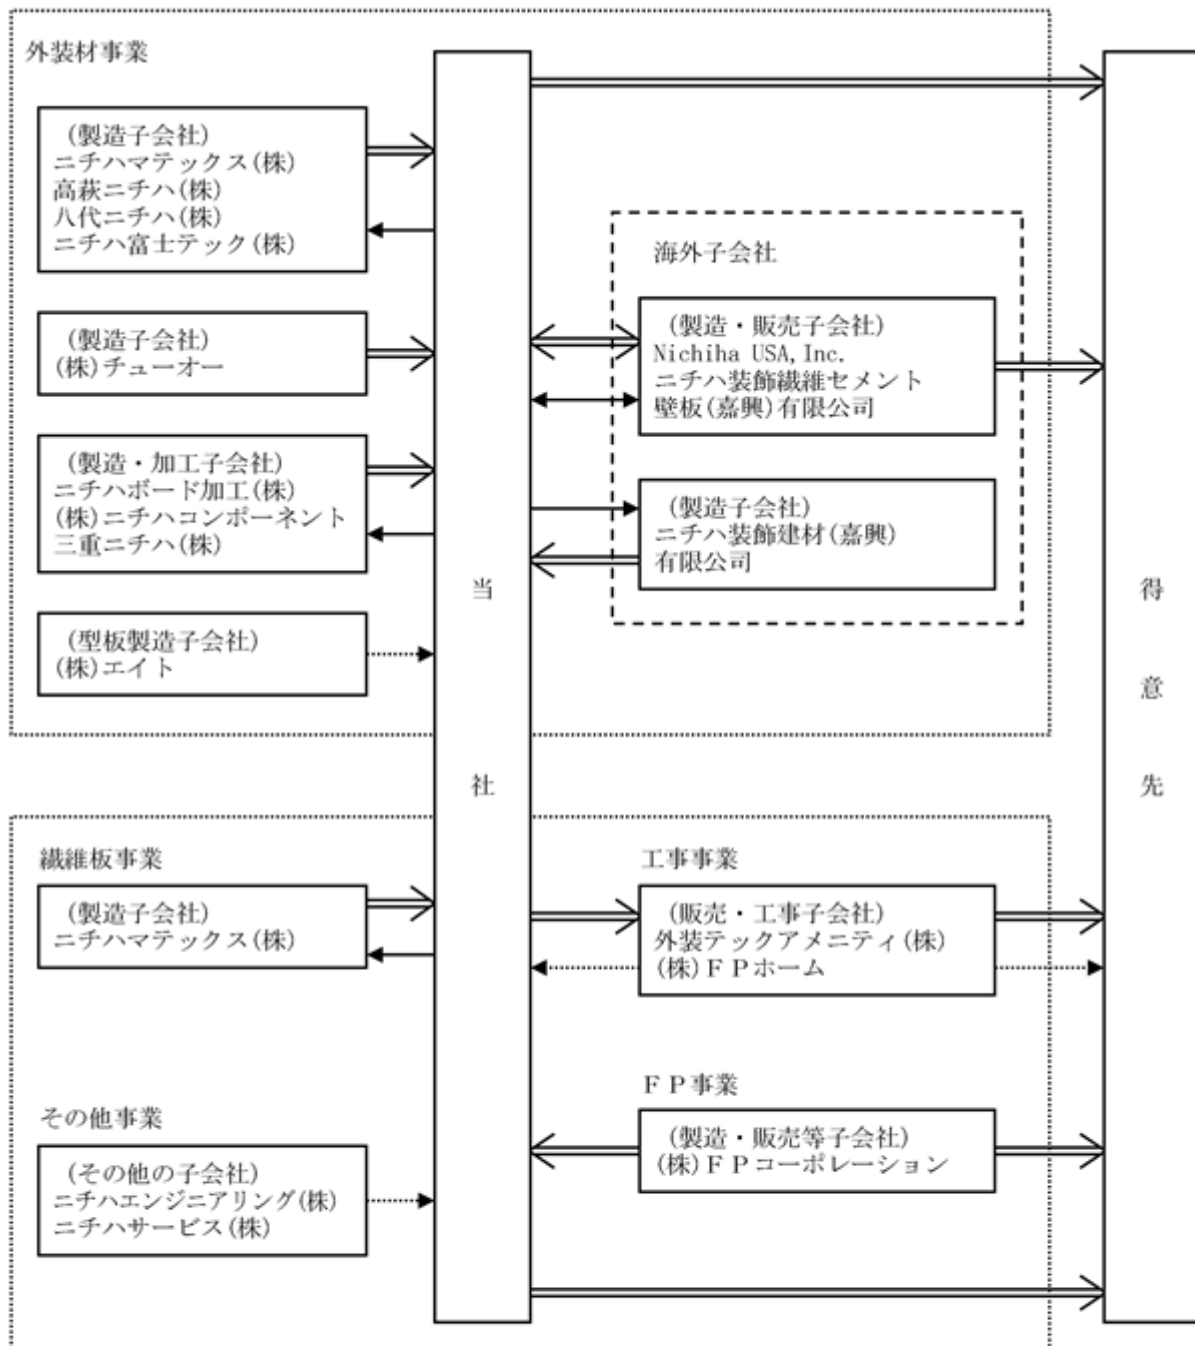 外装材事業
(製造子会社)
ニチハマテックス(株)
高萩ニチハ(株)
八代ニチハ(株)
ニチハ富士テック(株)
(製造子会社)
(株)チューオー
(製造・加工子会社)
ニチハボード加工(株)
(株)ニチハコンポーネント
三重ニチハ(株)
(型板製造子会社)
(株)エイト
当
社
海外子会社
(製造・販売子会社)
Nichiha USA,Inc.
ニチハ装飾繊維セメント
壁板(嘉興)有限公司
(製造子会社)
ニチハ装飾建材(嘉興)
有限公司
得
意
先
繊維板事業
(製造子会社)
ニチハマテックス(株)
工事事業
(販売・工事子会社)
外装テックアメニティ(株)
(株)ＦＰホーム
その他事業
(その他の子会社)
ニチハエンジニアリング(株)
ニチハサービス(株)
ＦＰ事業
(製造・販売等子会社)
(株)ＦＰコーポレーション